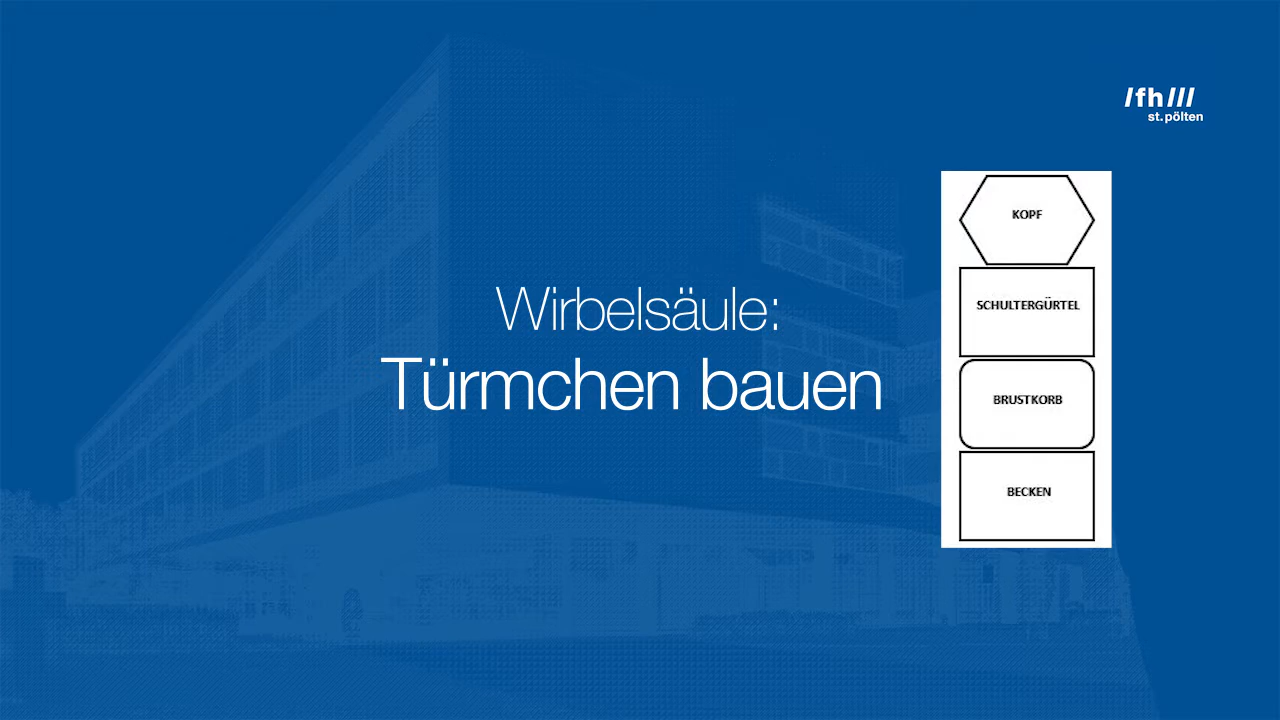 /fh///
st.pölten
Wirbelsäule:
Türmchen bauen
KOPF
SCHULTERGÜRTEL
BRUSTKORB
BECKEN